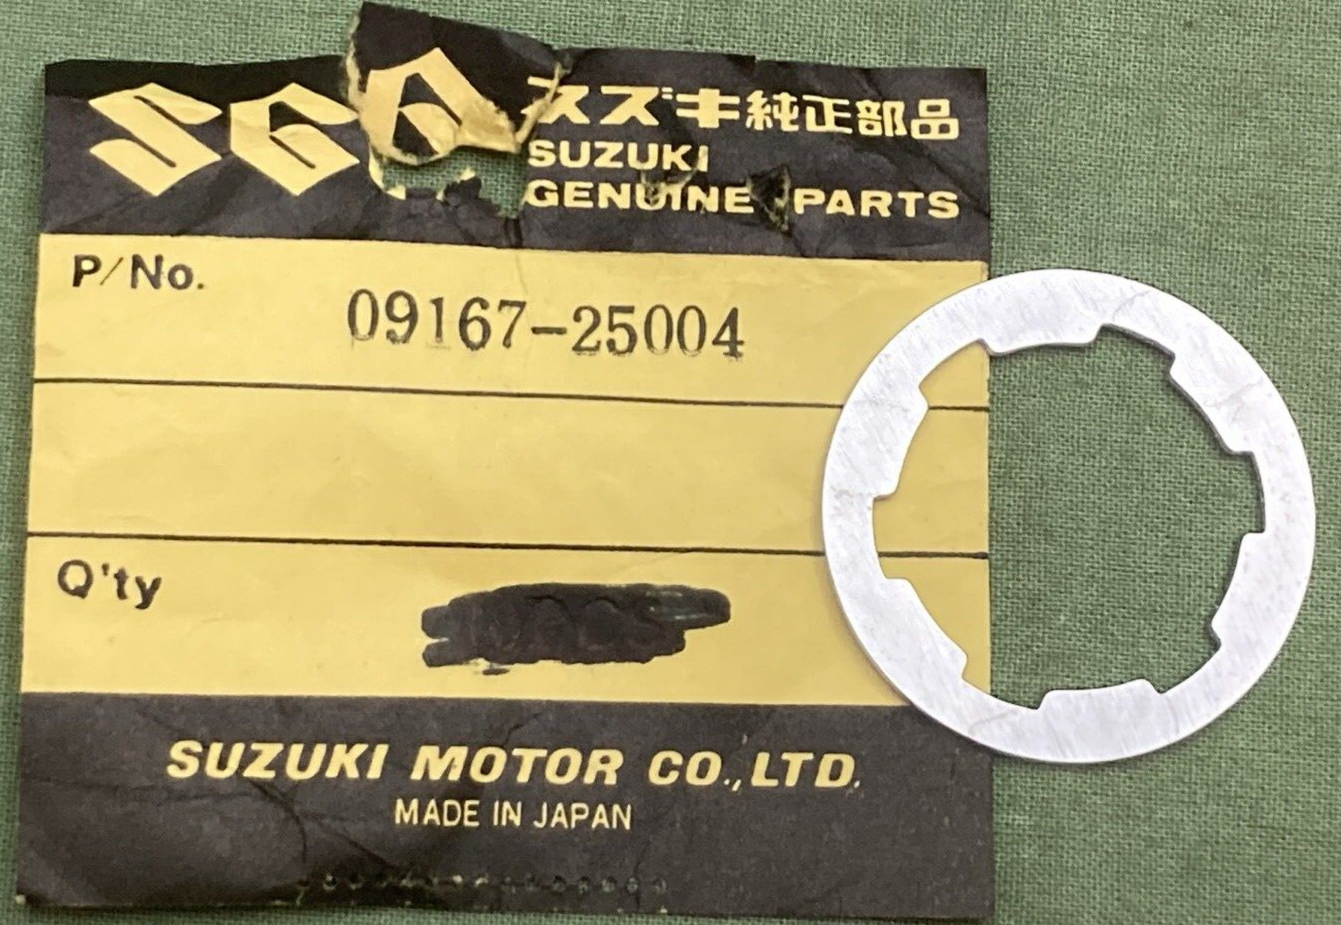 SGP
スズキ純正部品
SUZUKI
GENUINE PARTS
P/No.
09167-25004
Q'ty
SUZUKI MOTOR CO.,LTD.
MADE IN JAPAN